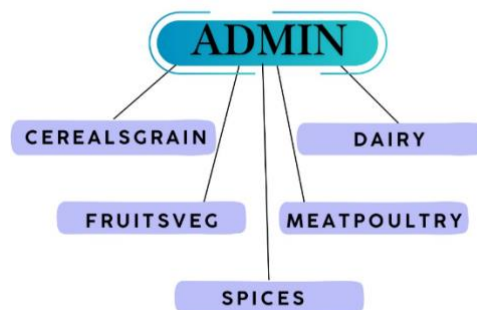 ADMIN
CEREALSGRAIN
DAIRY
FRUITSVEG
MEATPOULTRY
SPICES